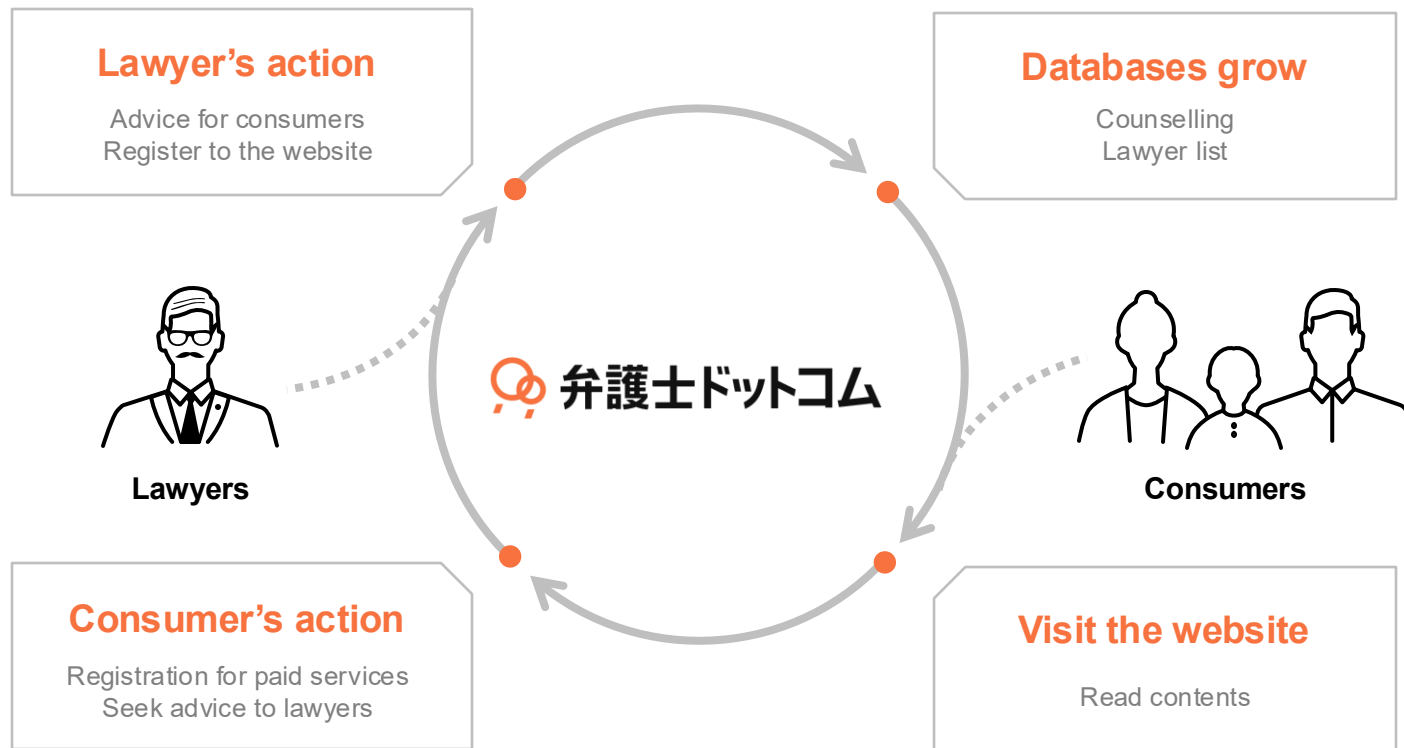 Lawyer’s action
Advice for consumers
Register to the website
Databases grow
Counselling
Lawyer list
弁護士ドットコム
Lawyers
Consumers
Consumer’s action
Registration for paid services
Seek advice to lawyers
Visit the website
Read contents